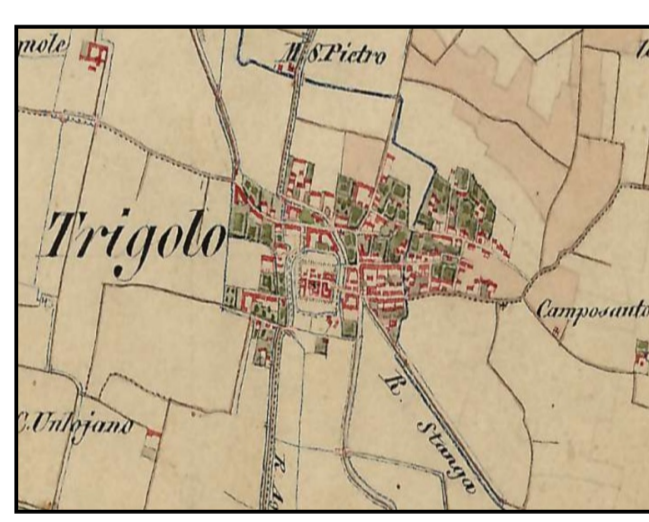 mole
M. S. Pietro
Trigolo
Camposanto
C. Unlojano
R. Stanga